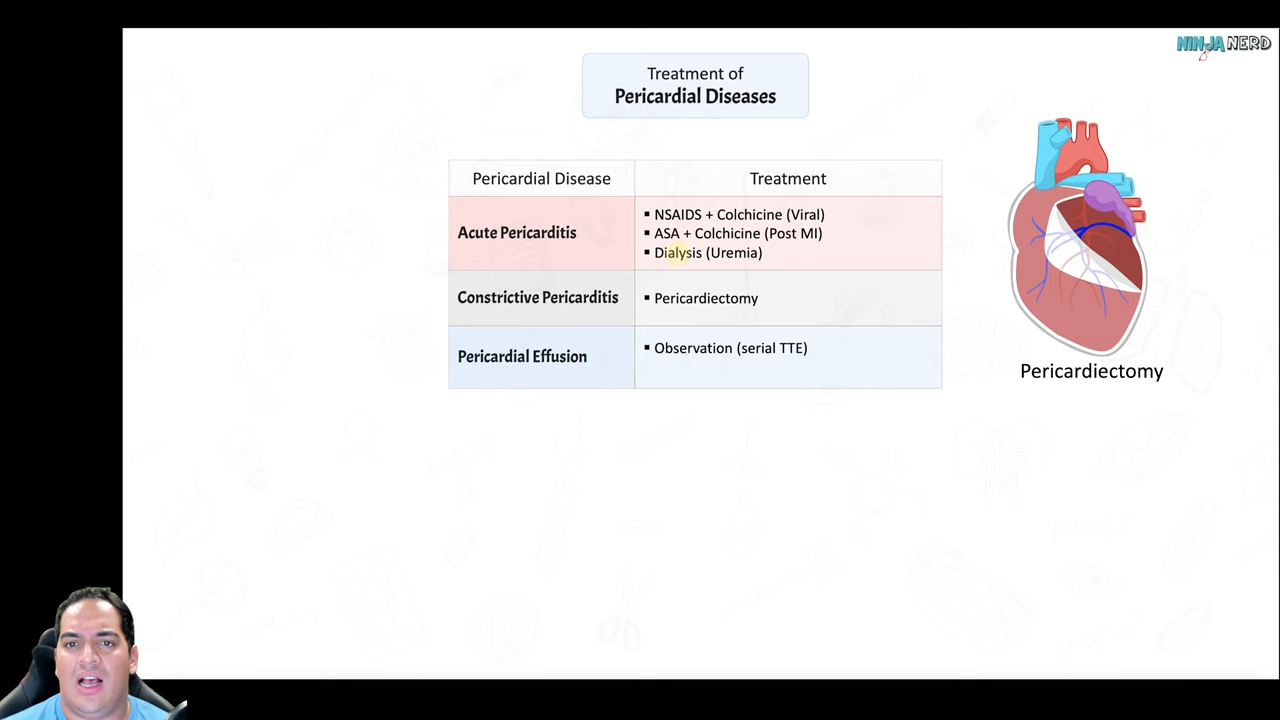 NINJA NERD
Treatment of
Pericardial Diseases
Pericardial Disease
Treatment
Acute Pericarditis
▪ NSAIDS + Colchicine (Viral)
▪ ASA + Colchicine (Post MI)
▪ Dialysis (Uremia)
Constrictive Pericarditis
▪ Pericardiectomy
Pericardial Effusion
▪ Observation (serial TTE)
Pericardiectomy